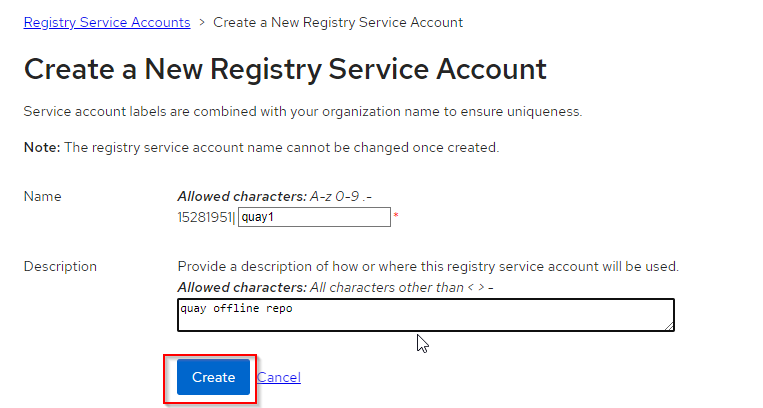 Registry Service Accounts > Create a New Registry Service Account
Create a New Registry Service Account
Service account labels are combined with your organization name to ensure uniqueness.
Note: The registry service account name cannot be changed once created.
Name
Allowed characters: A-z 0-9 .-
15281951| quay1 *
Description
Provide a description of how or where this registry service account will be used.
Allowed characters: All characters other than < > -
quay offline repo
Create Cancel